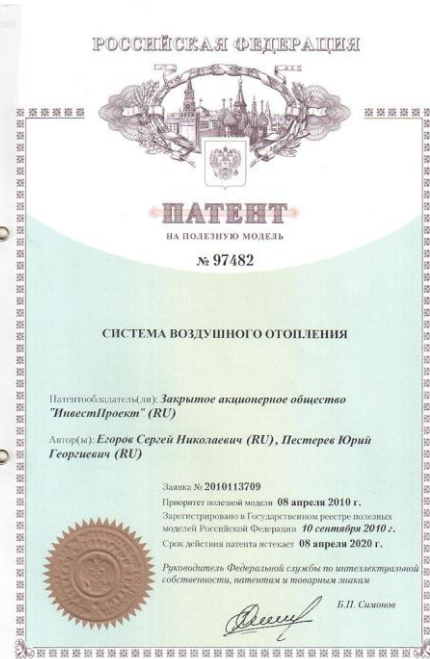 РОССИЙСКАЯ ФЕДЕРАЦИЯ
ПАТЕНТ
НА ПОЛЕЗНУЮ МОДЕЛЬ
№ 97482
СИСТЕМА ВОЗДУШНОГО ОТОПЛЕНИЯ
Патентообладатель(ли): Закрытое акционерное общество
"ИнвестПроект" (RU)
Автор(ы): Егоров Сергей Николаевич (RU), Пестерев Юрий
Георгиевич (RU)
Заявка № 2010113709
Приоритет полезной модели 08 апреля 2010 г.
Зарегистрировано в Государственном реестре полезных
моделей Российской Федерации 10 сентября 2010 г.
Срок действия патента истекает 08 апреля 2020 г.
Руководитель Федеральной службы по интеллектуальной
собственности, патентам и товарным знакам
Б.П. Симонов